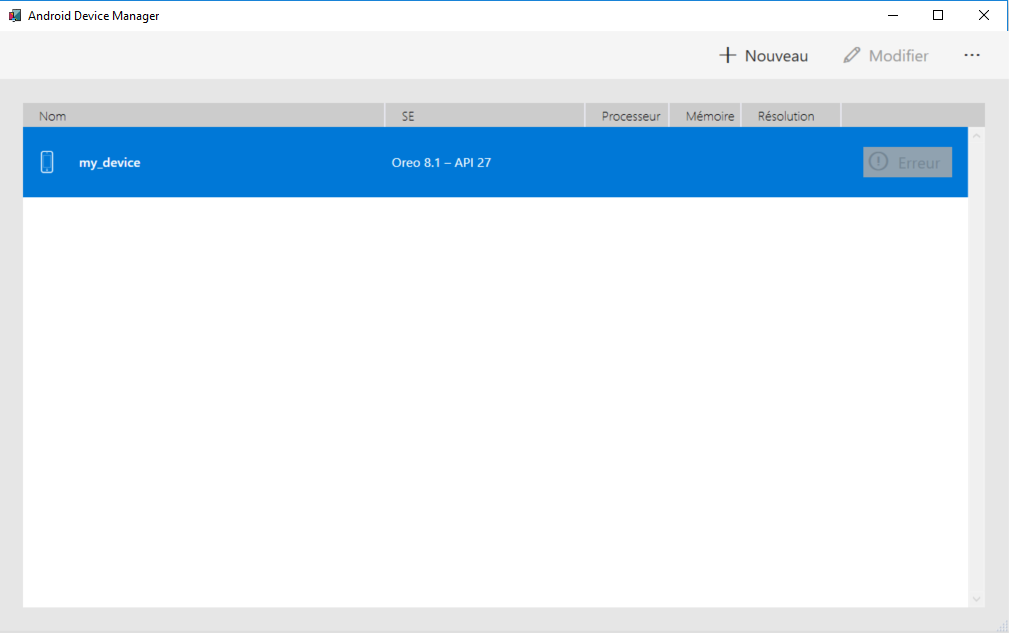 Android Device Manager
Nouveau Modifier ...
Nom SE Processeur Mémoire Résolution
my_device Oreo 8.1 – API 27 Erreur